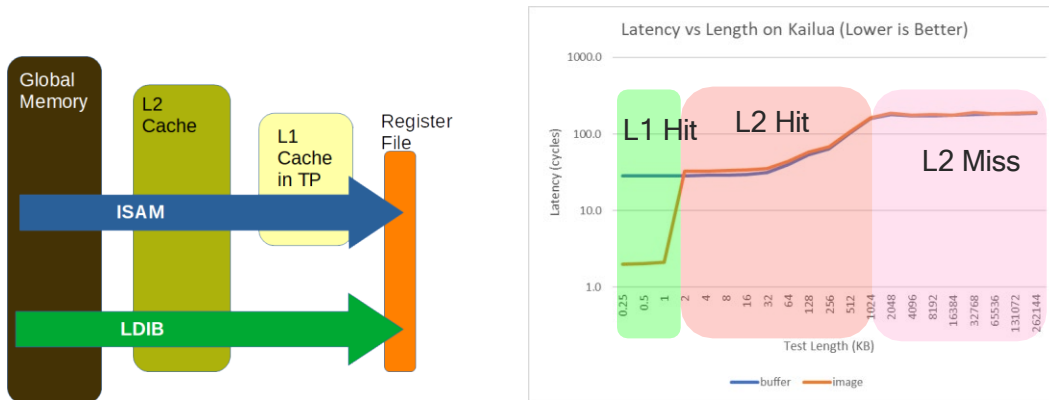 Global
Memory
L2
Cache
L1
Cache
in TP
Register
File
ISAM
LDIB
Latency vs Length on Kailua (Lower is Better)
Latency (cycles)
1000.0
100.0
10.0
1.0
L1 Hit
L2 Hit
L2 Miss
0.25
0.5
1
2
4
8
16
32
64
128
256
512
1024
2048
4096
8192
16384
32768
65536
131072
262144
Test Length (KB)
buffer
image